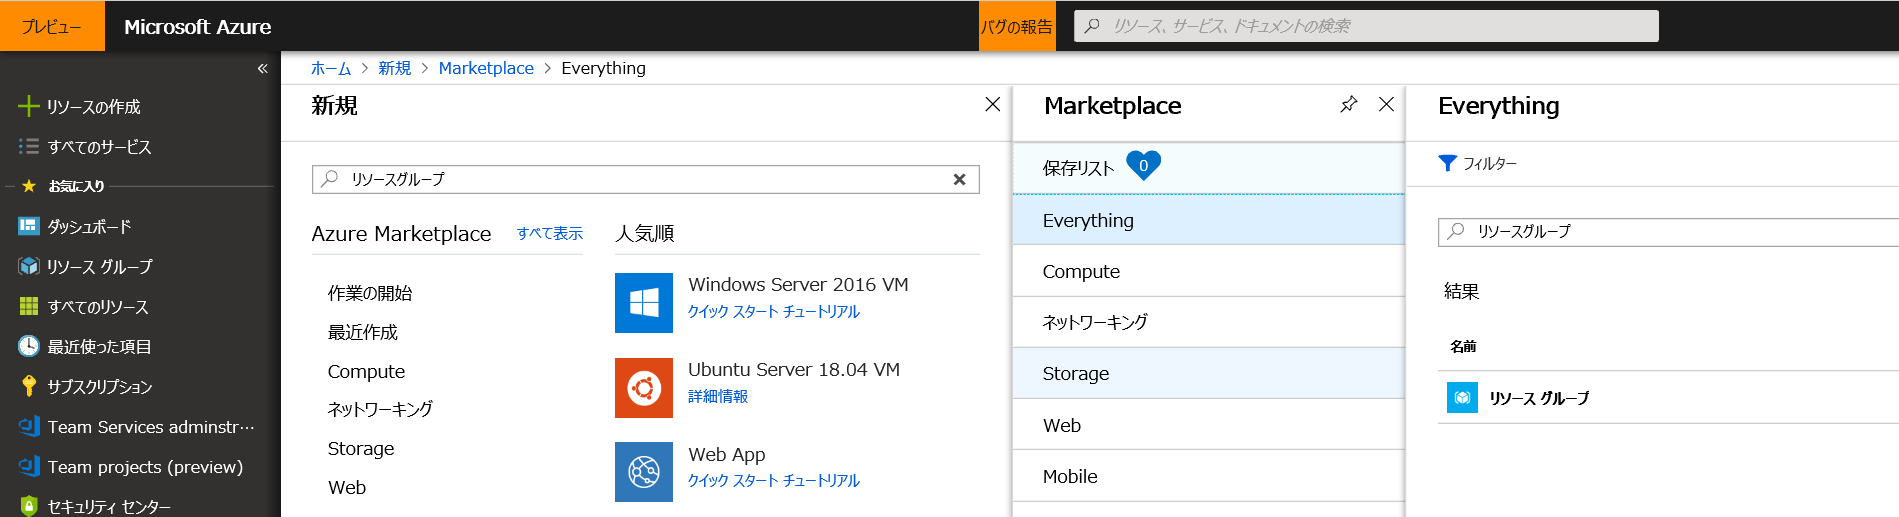 プレビュー
Microsoft Azure
バグの報告
リソース、サービス、ドキュメントの検索
«
リソースの作成
すべてのサービス
お気に入り
ダッシュボード
リソース グループ
すべてのリソース
最近使った項目
サブスクリプション
Team Services adminstr···
Team projects (preview)
セキュリティ センター
ホーム > 新規 > Marketplace > Everything
新規
リソースグループ
Azure Marketplace
すべて表示
作業の開始
最近作成
Compute
ネットワーキング
Storage
Web
人気順
Windows Server 2016 VM
クイック スタート チュートリアル
Ubuntu Server 18.04 VM
詳細情報
Web App
クイック スタート チュートリアル
Marketplace
保存リスト 0
Everything
Compute
ネットワーキング
Storage
Web
Mobile
Everything
フィルター
リソースグループ
結果
名前
リソース グループ